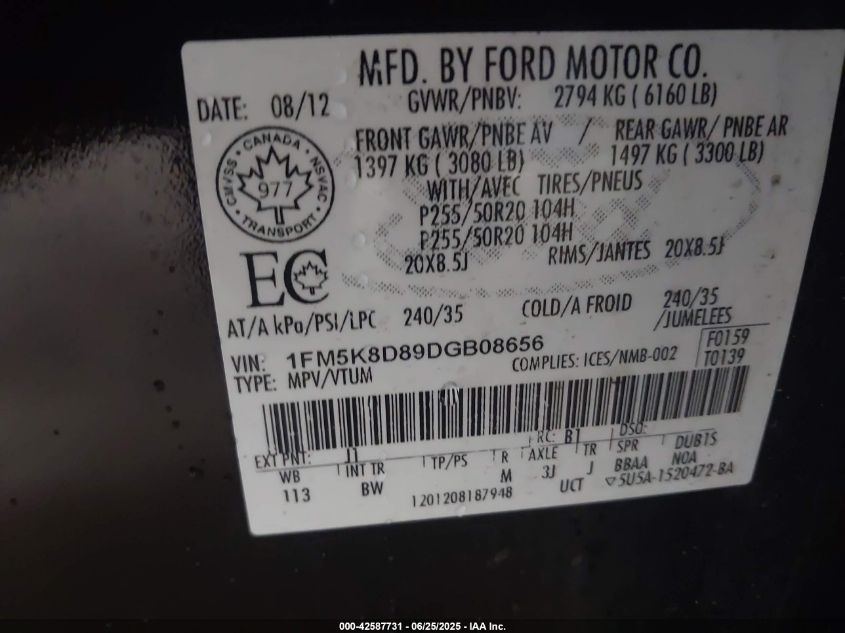 MFD. BY FORD MOTOR CO.
DATE: 08/12 GVWR/PNBV: 2794 KG ( 6160 LB)
FRONT GAWR/PNBE AV / REAR GAWR/ PNBE AR
1397 KG ( 3080 LB) 1497 KG ( 3300 LB)
WITH/AVEC TIRES/PNEUS
P255/50R20 104H
P255/50R20 104H
20X8.5J RIMS/JANTES 20X8.5J
CANADA
CMVSS/NSVAC
977
TRANSPORT
EC
AT/A kPa/PSI/LPC 240/35 COLD/A FROID 240/35
/JUMELEES
VIN: 1FM5K8D89DGB08656 F0159
TYPE: MPV/VTUM COMPLIES: ICES/NMB-002 T0139
EXT PNT: J1 RC: B1 DSO:
WB INT TR TP/PS R AXLE TR SPR DUB1S
113 BW M 3J J BBAA NOA
1201208187948 UCT 5U5A-1520472-BA
000-42587731 - 06/25/2025 - IAA Inc.